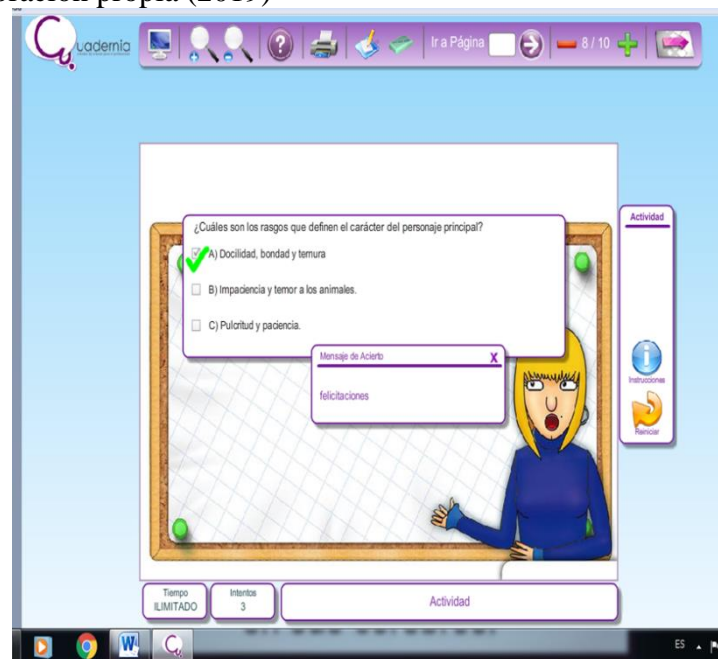 Cuadernia
Ir a Página
8 / 10
¿Cuáles son los rasgos que definen el carácter del personaje principal?
A) Docilidad, bondad y ternura
B) Impaciencia y temor a los animales.
C) Pulcritud y paciencia.
Mensaje de Acierto X
felicitaciones
Actividad
Instrucciones
Reiniciar
Tiempo
ILIMITADO
Intentos
3
Actividad
ES